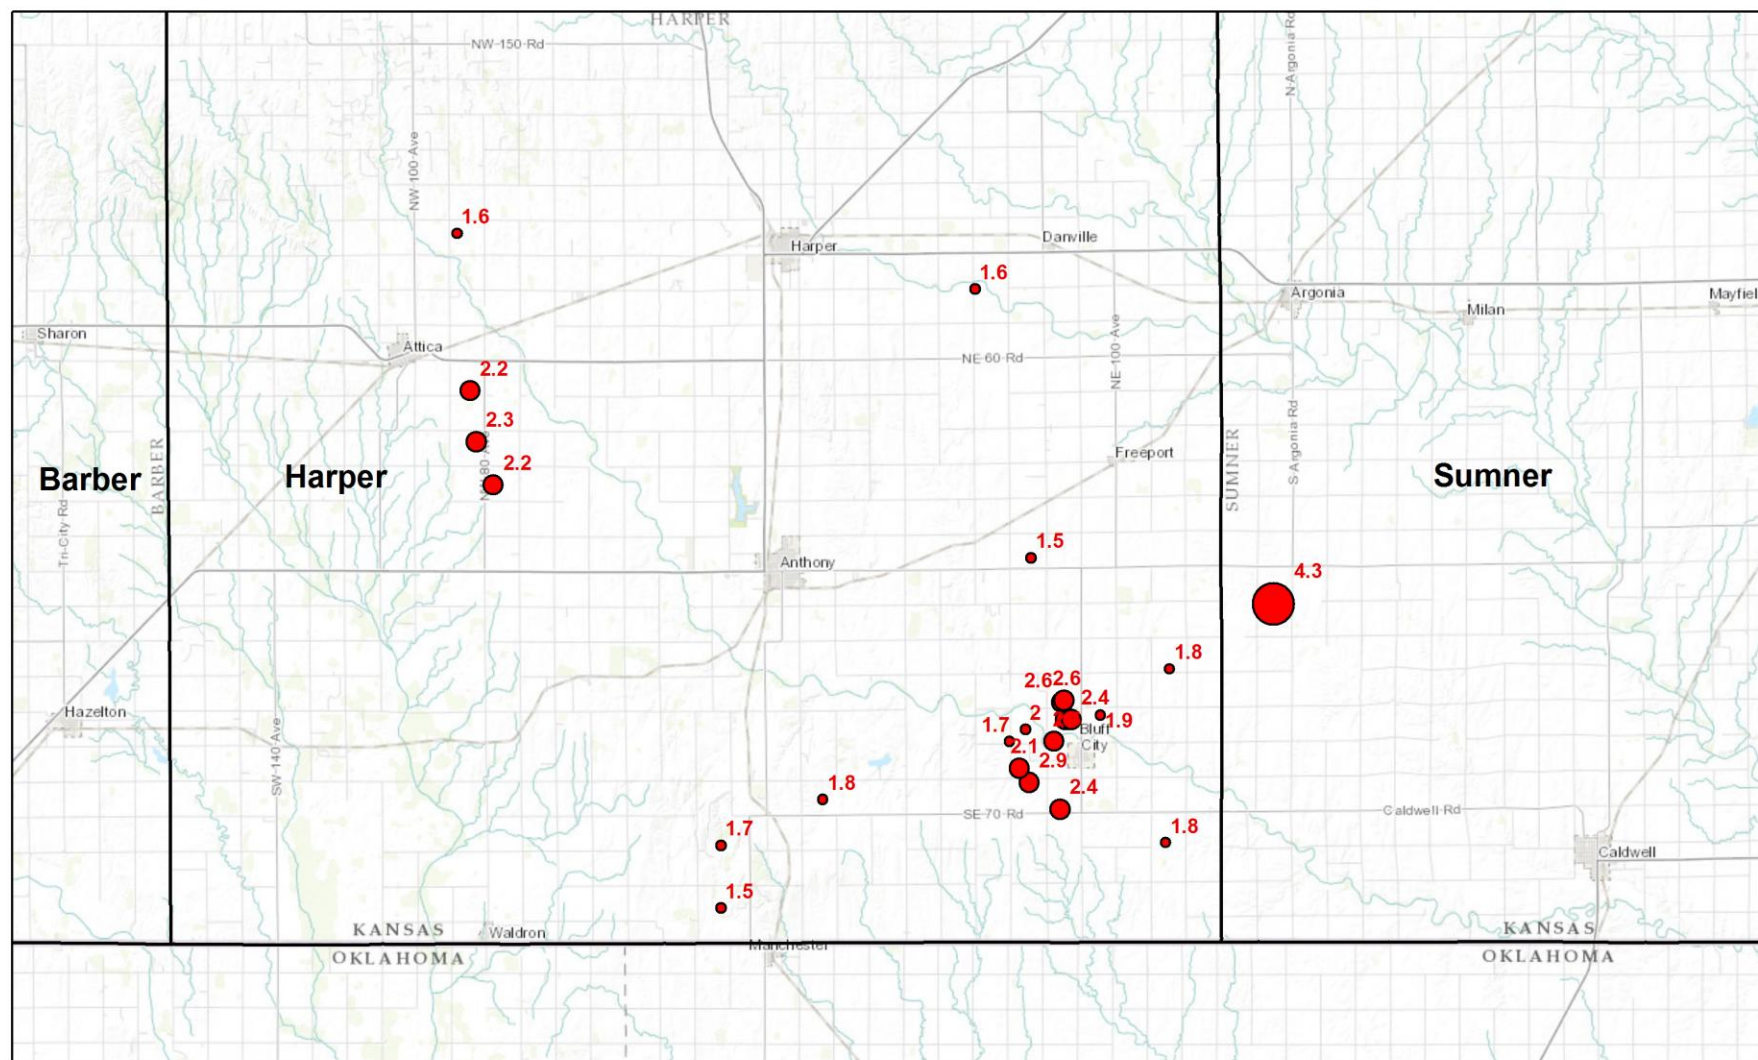 HARPER
NW 150 Rd
N Argonia Rd
NW 100 Ave
1.6
Harper
Danville
1.6
Argonia
Milan
Sharon
Attica
NE 60 Rd
NE 100 Ave
2.2
2.3
2.2
Barber
BARBER
Harper
Freeport
SUMNER
S Argonia Rd
Sumner
Tri-City Rd
1.5
Anthony
4.3
1.8
2.6
2.6
2.4
Hazelton
1.7
2
1.9
Bluff
City
SW 140 Ave
2.1
2.9
2.4
1.8
SE 70 Rd
Caldwell Rd
1.7
1.8
Caldwell
1.5
KANSAS
Waldron
KANSAS
Manchester
OKLAHOMA
OKLAHOMA